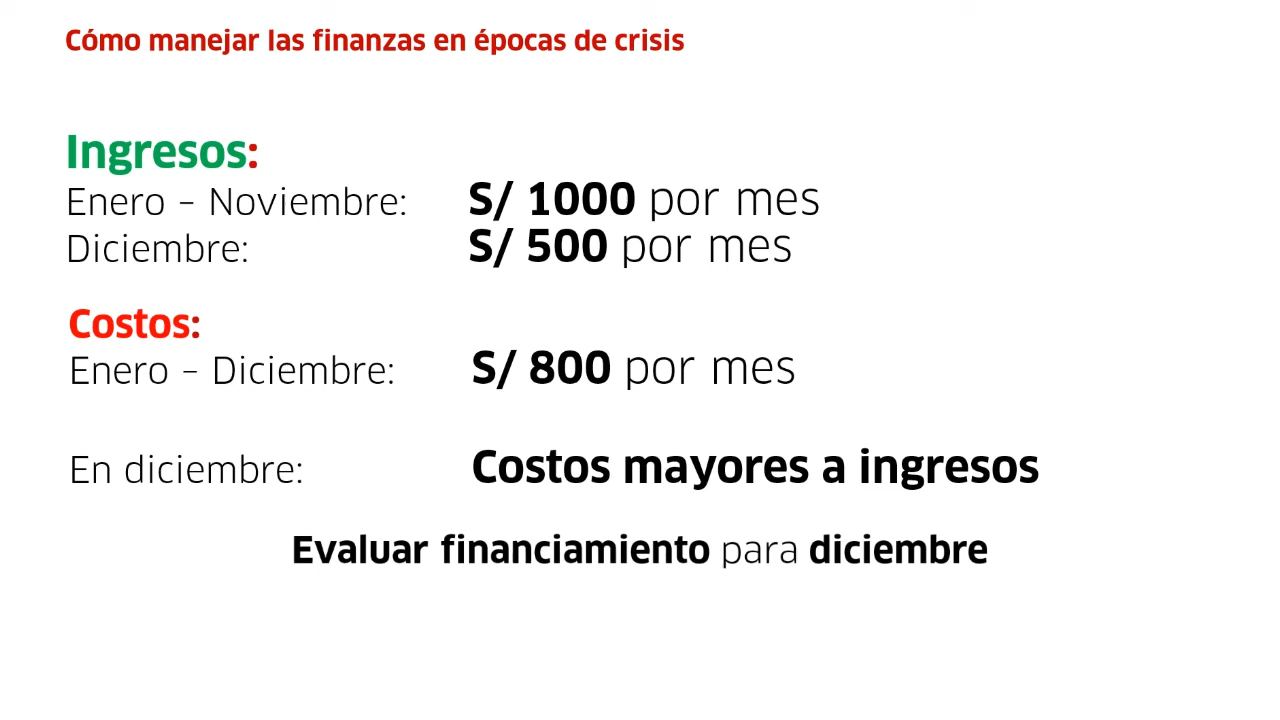 Cómo manejar las finanzas en épocas de crisis
Ingresos:
Enero – Noviembre: S/ 1000 por mes
Diciembre: S/ 500 por mes
Costos:
Enero – Diciembre: S/ 800 por mes
En diciembre: Costos mayores a ingresos
Evaluar financiamiento para diciembre